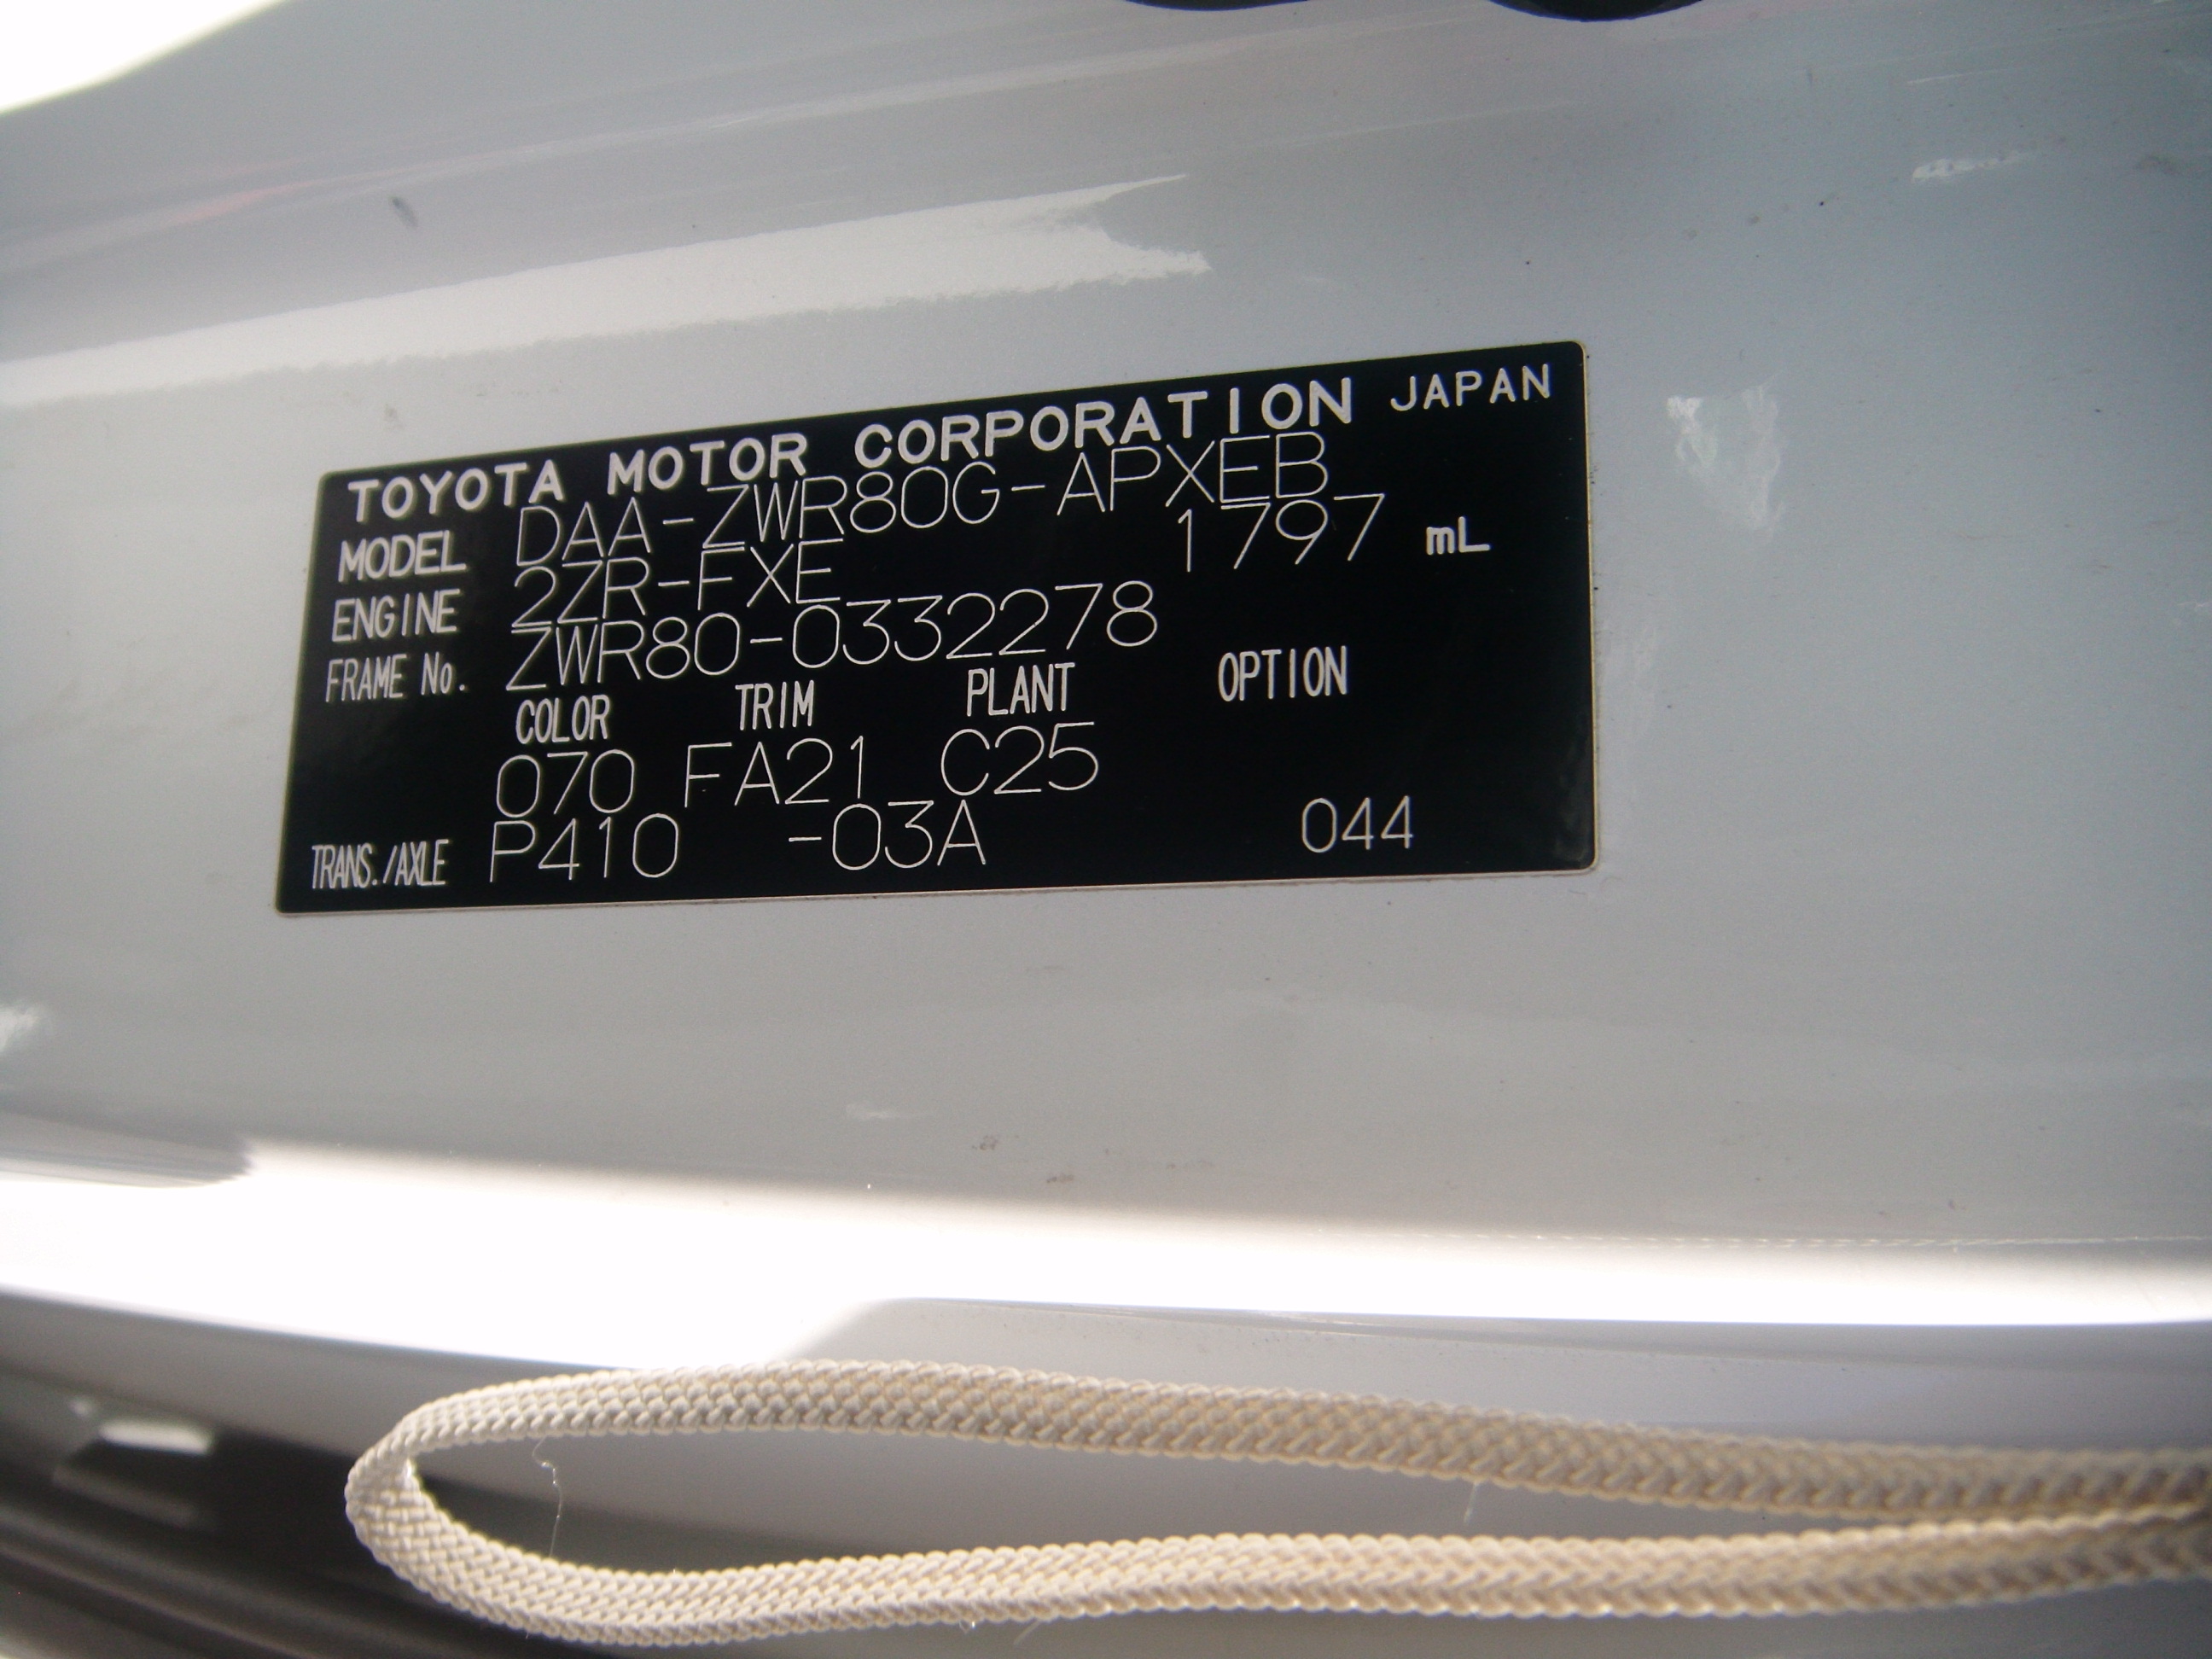 TOYOTA MOTOR CORPORATION JAPAN
MODEL DAA-ZWR80G-APXEB
ENGINE 2ZR-FXE 1797 mL
FRAME No. ZWR80-0332278
COLOR TRIM PLANT OPTION
070 FA21 C25
TRANS./AXLE P410 -03A 044